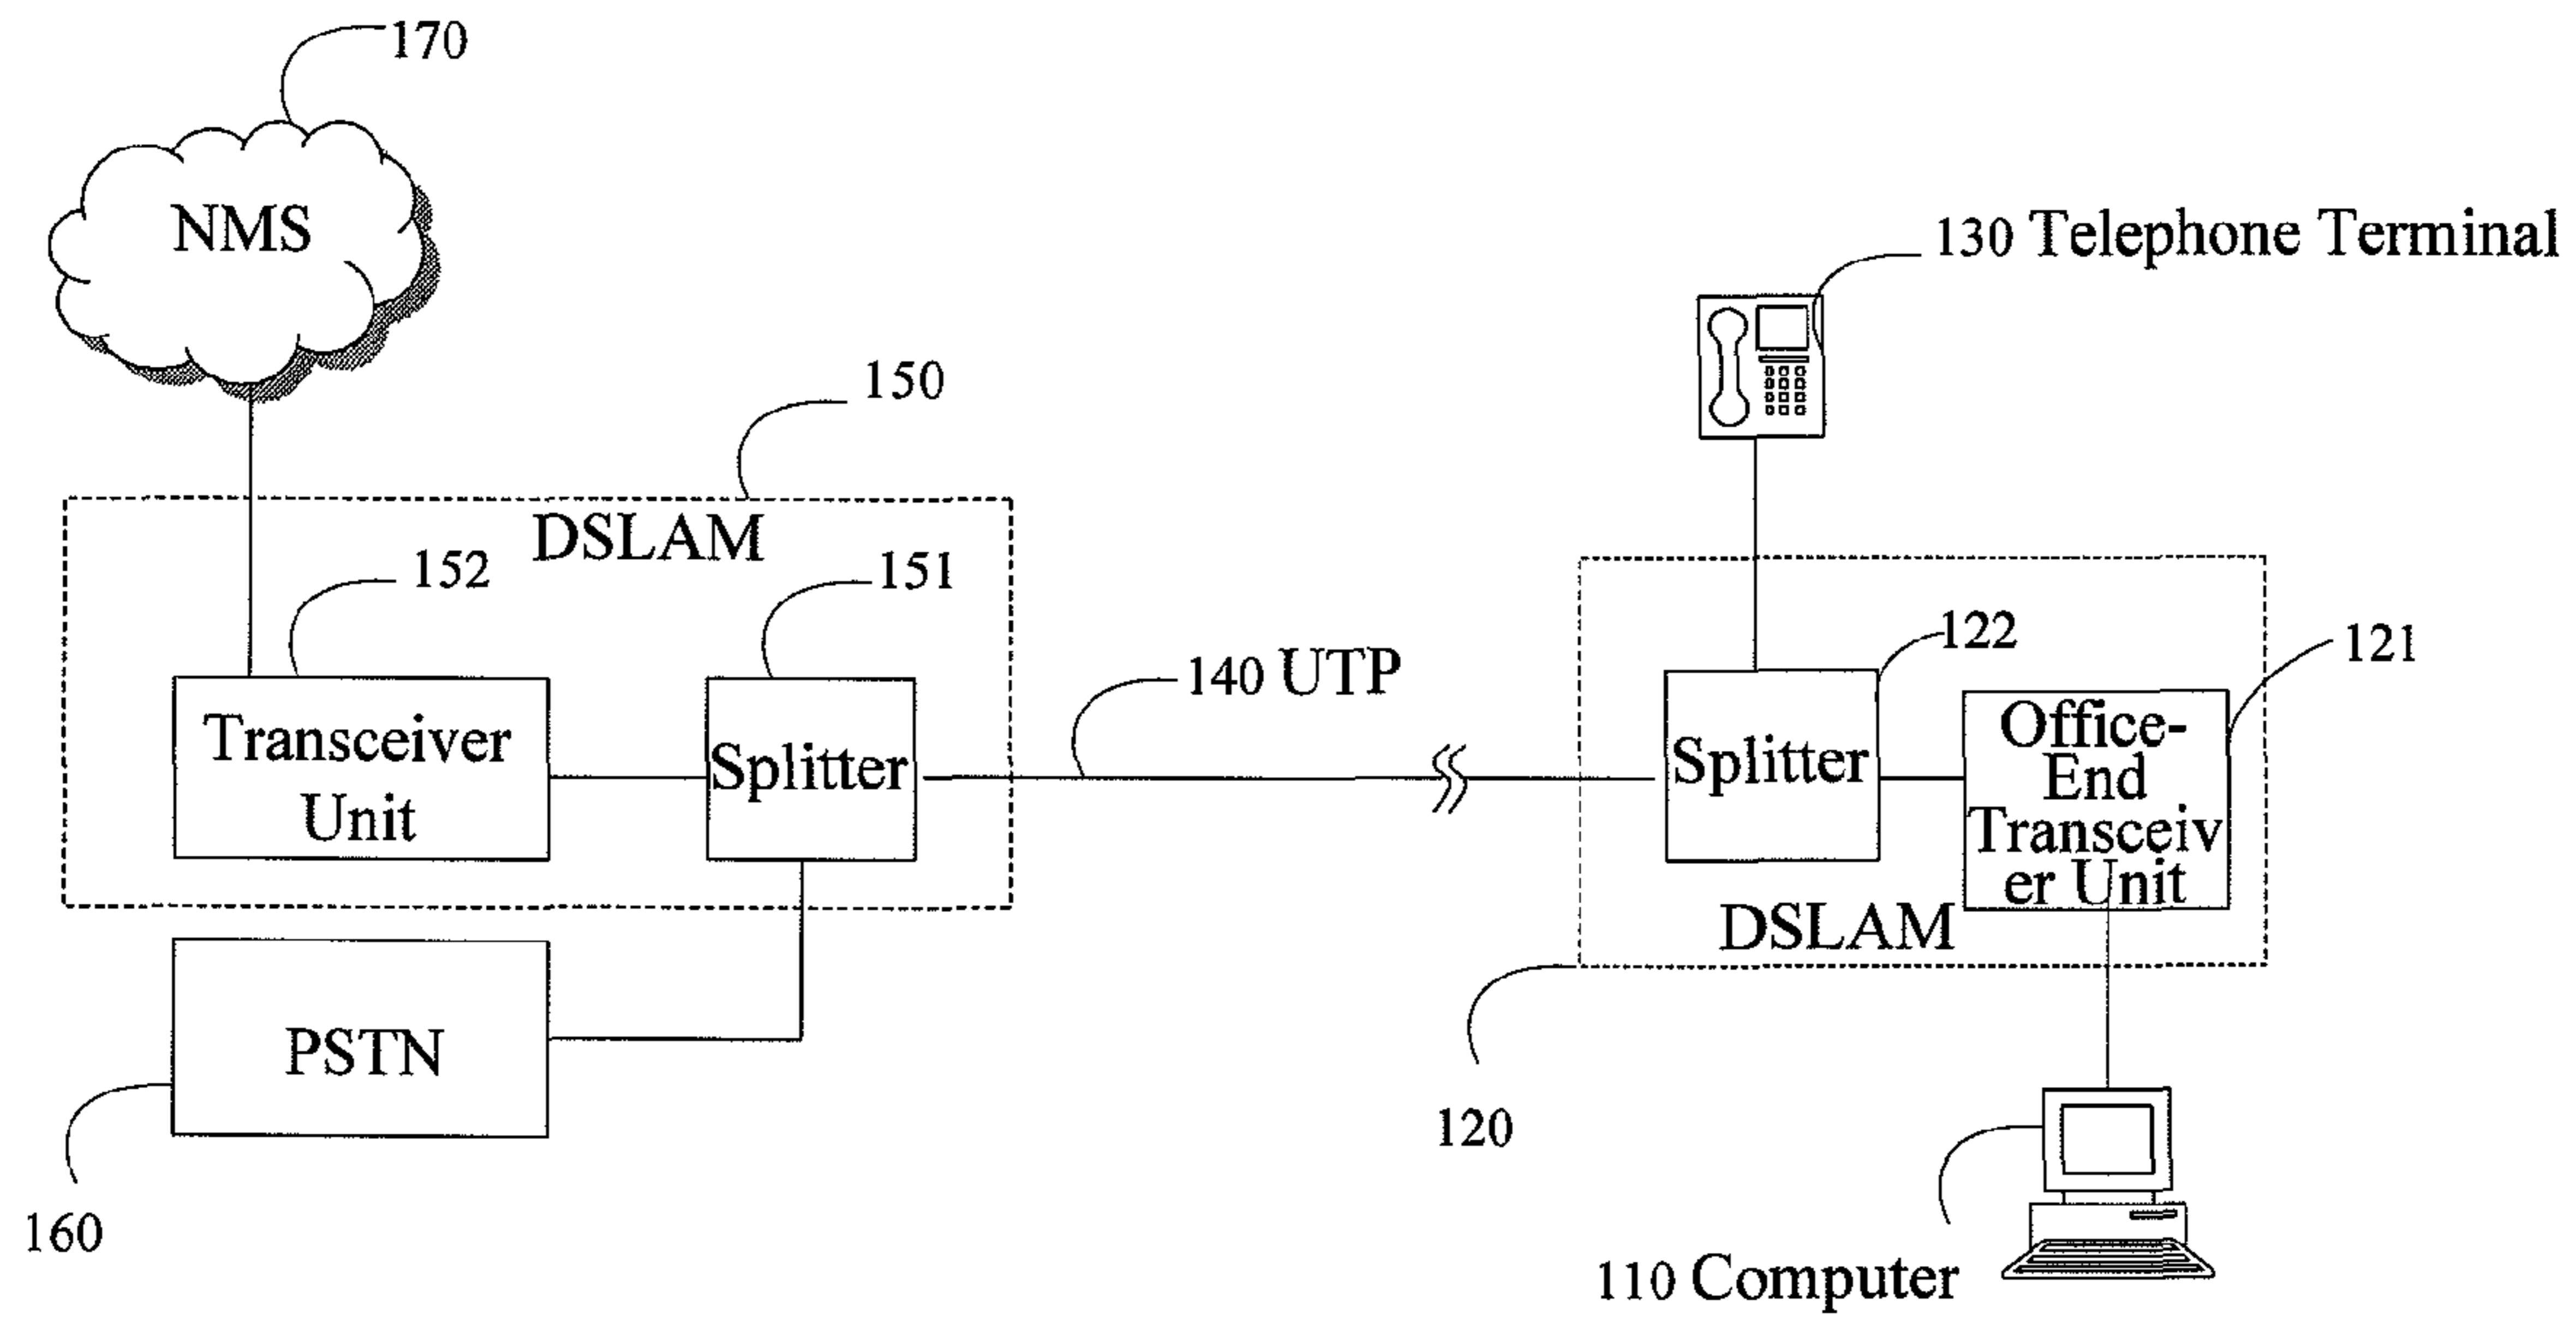 170
NMS
130 Telephone Terminal
150
DSLAM
152
151
122
121
140 UTP
Transceiver
Unit
Splitter
Splitter
Office-
End
Transceiv
er Unit
DSLAM
PSTN
120
160
110 Computer